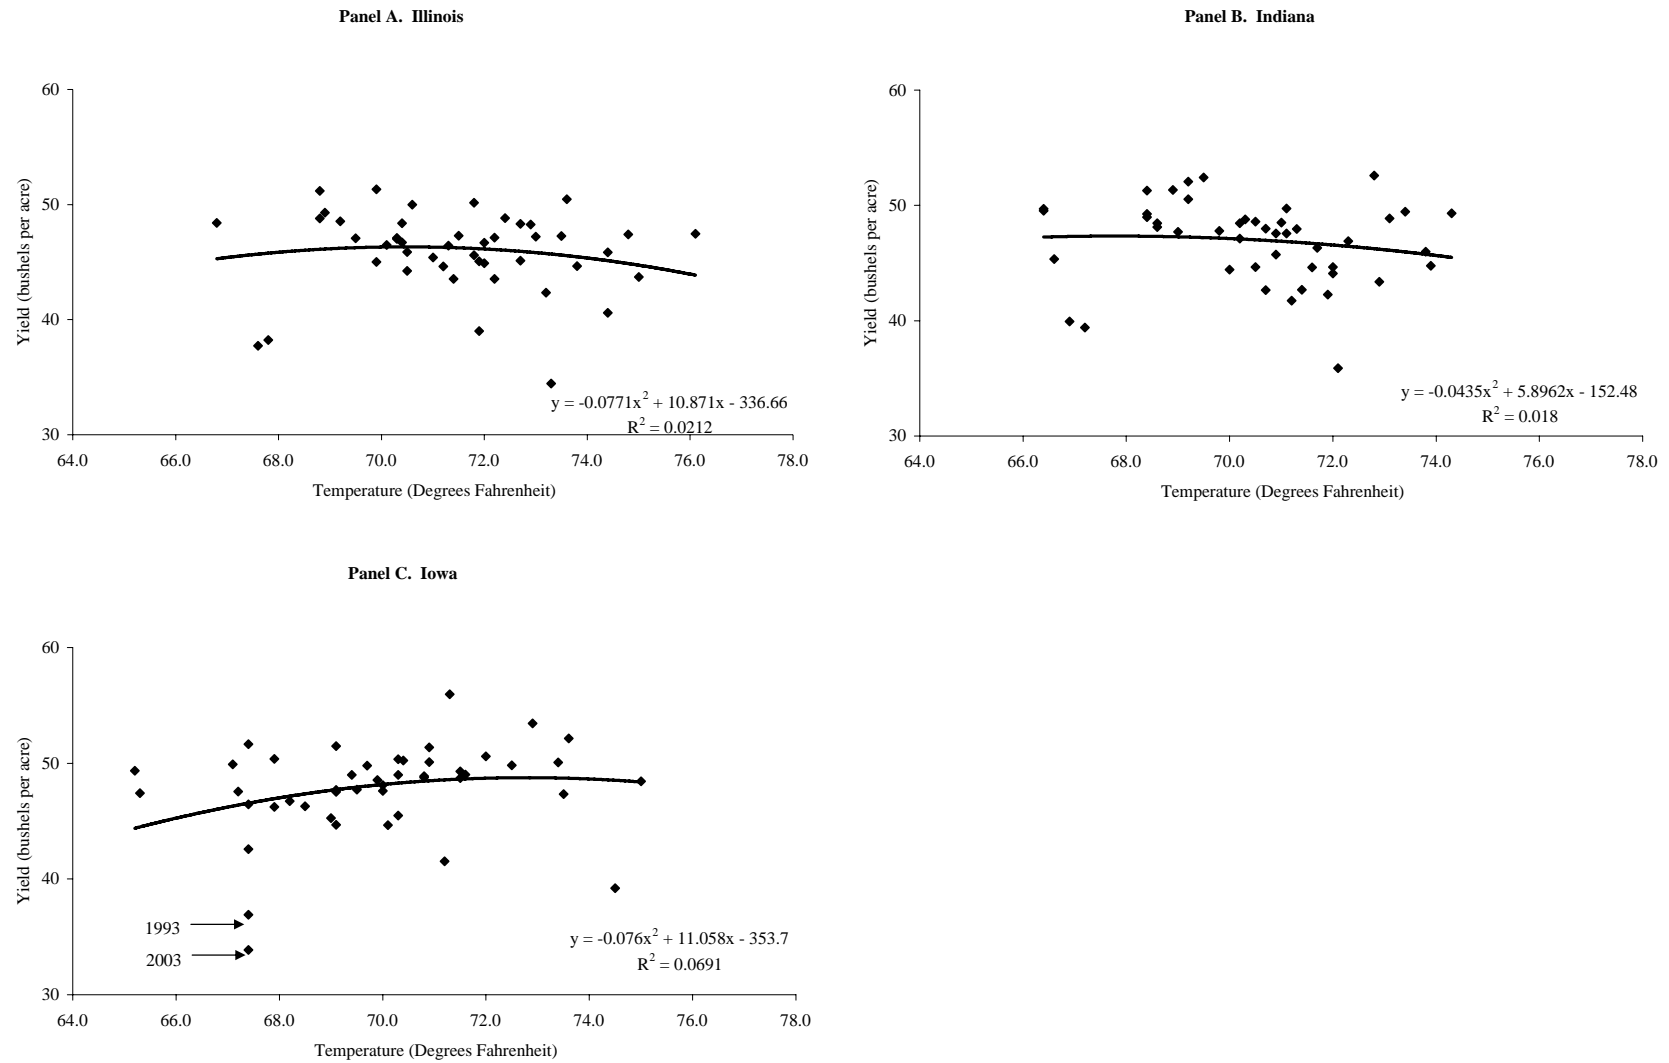 Panel A.  Illinois
60
50
40
30
Yield (bushels per acre)
y = -0.0771x² + 10.871x - 336.66
R² = 0.0212
64.0 66.0 68.0 70.0 72.0 74.0 76.0 78.0
Temperature (Degrees Fahrenheit)
Panel B.  Indiana
60
50
40
30
Yield (bushels per acre)
y = -0.0435x² + 5.8962x - 152.48
R² = 0.018
64.0 66.0 68.0 70.0 72.0 74.0 76.0 78.0
Temperature (Degrees Fahrenheit)
Panel C.  Iowa
60
50
40
30
Yield (bushels per acre)
1993
2003
y = -0.076x² + 11.058x - 353.7
R² = 0.0691
64.0 66.0 68.0 70.0 72.0 74.0 76.0 78.0
Temperature (Degrees Fahrenheit)